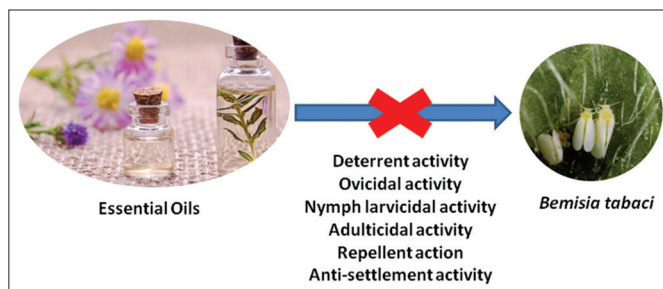 Essential Oils
Deterrent activity
Ovicidal activity
Nymph larvicidal activity
Adulticidal activity
Repellent action
Anti-settlement activity
Bemisia tabaci